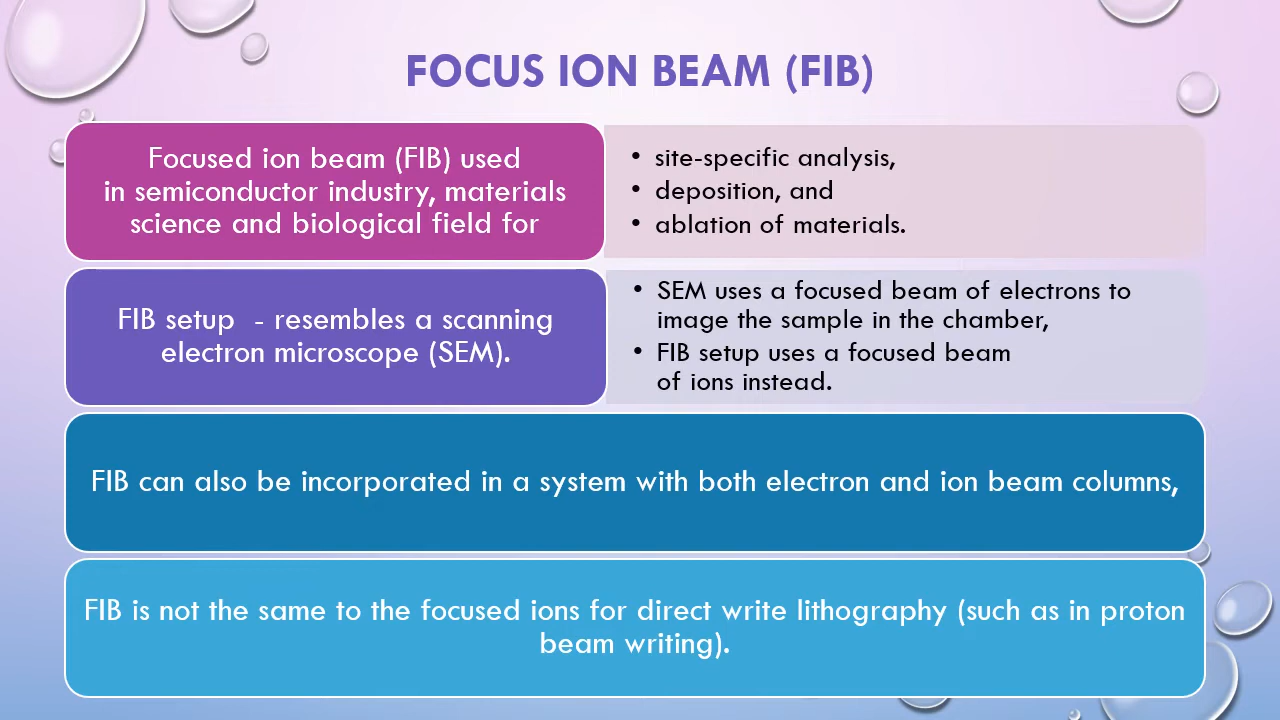 FOCUS ION BEAM (FIB)
Focused ion beam (FIB) used
in semiconductor industry, materials
science and biological field for
• site-specific analysis,
• deposition, and
• ablation of materials.
FIB setup - resembles a scanning
electron microscope (SEM).
• SEM uses a focused beam of electrons to
image the sample in the chamber,
• FIB setup uses a focused beam
of ions instead.
FIB can also be incorporated in a system with both electron and ion beam columns,
FIB is not the same to the focused ions for direct write lithography (such as in proton
beam writing).